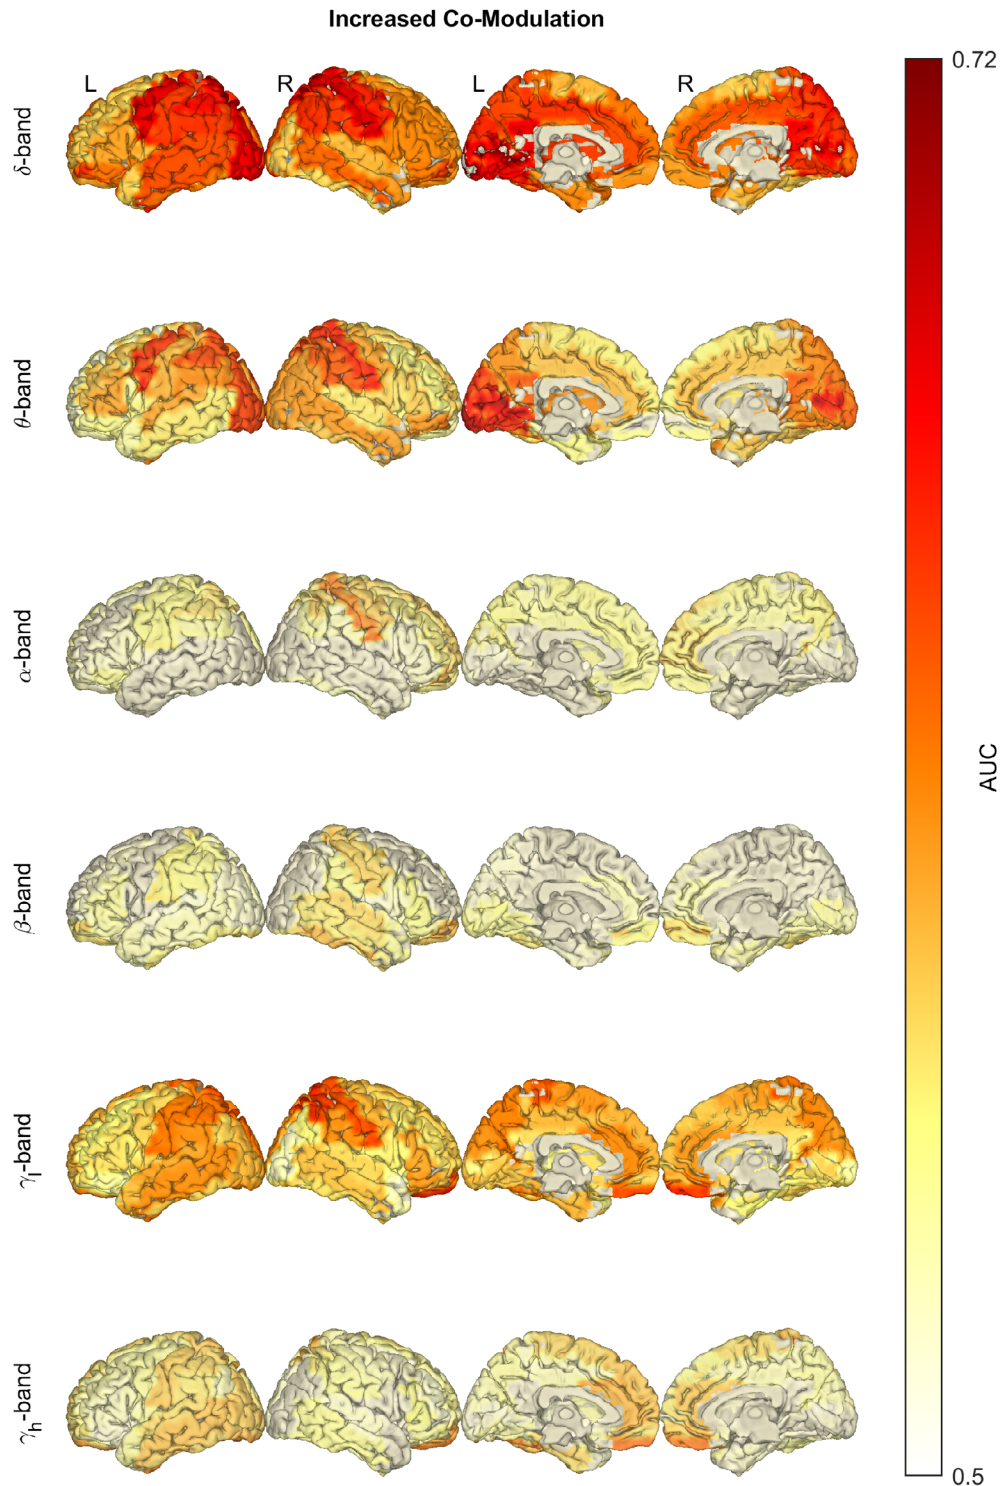 Increased Co-Modulation
L R L R
0.72
δ-band
θ-band
α-band
β-band
γl-band
γh-band
AUC
0.5